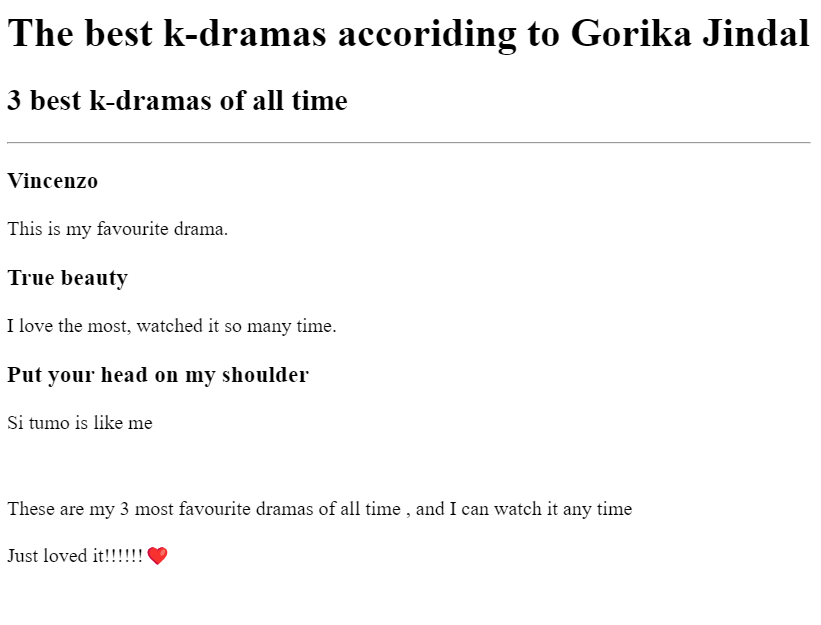 The best k-dramas accoriding to Gorika Jindal
3 best k-dramas of all time
Vincenzo
This is my favourite drama.
True beauty
I love the most, watched it so many time.
Put your head on my shoulder
Si tumo is like me
These are my 3 most favourite dramas of all time , and I can watch it any time
Just loved it!!!!!! ❤️